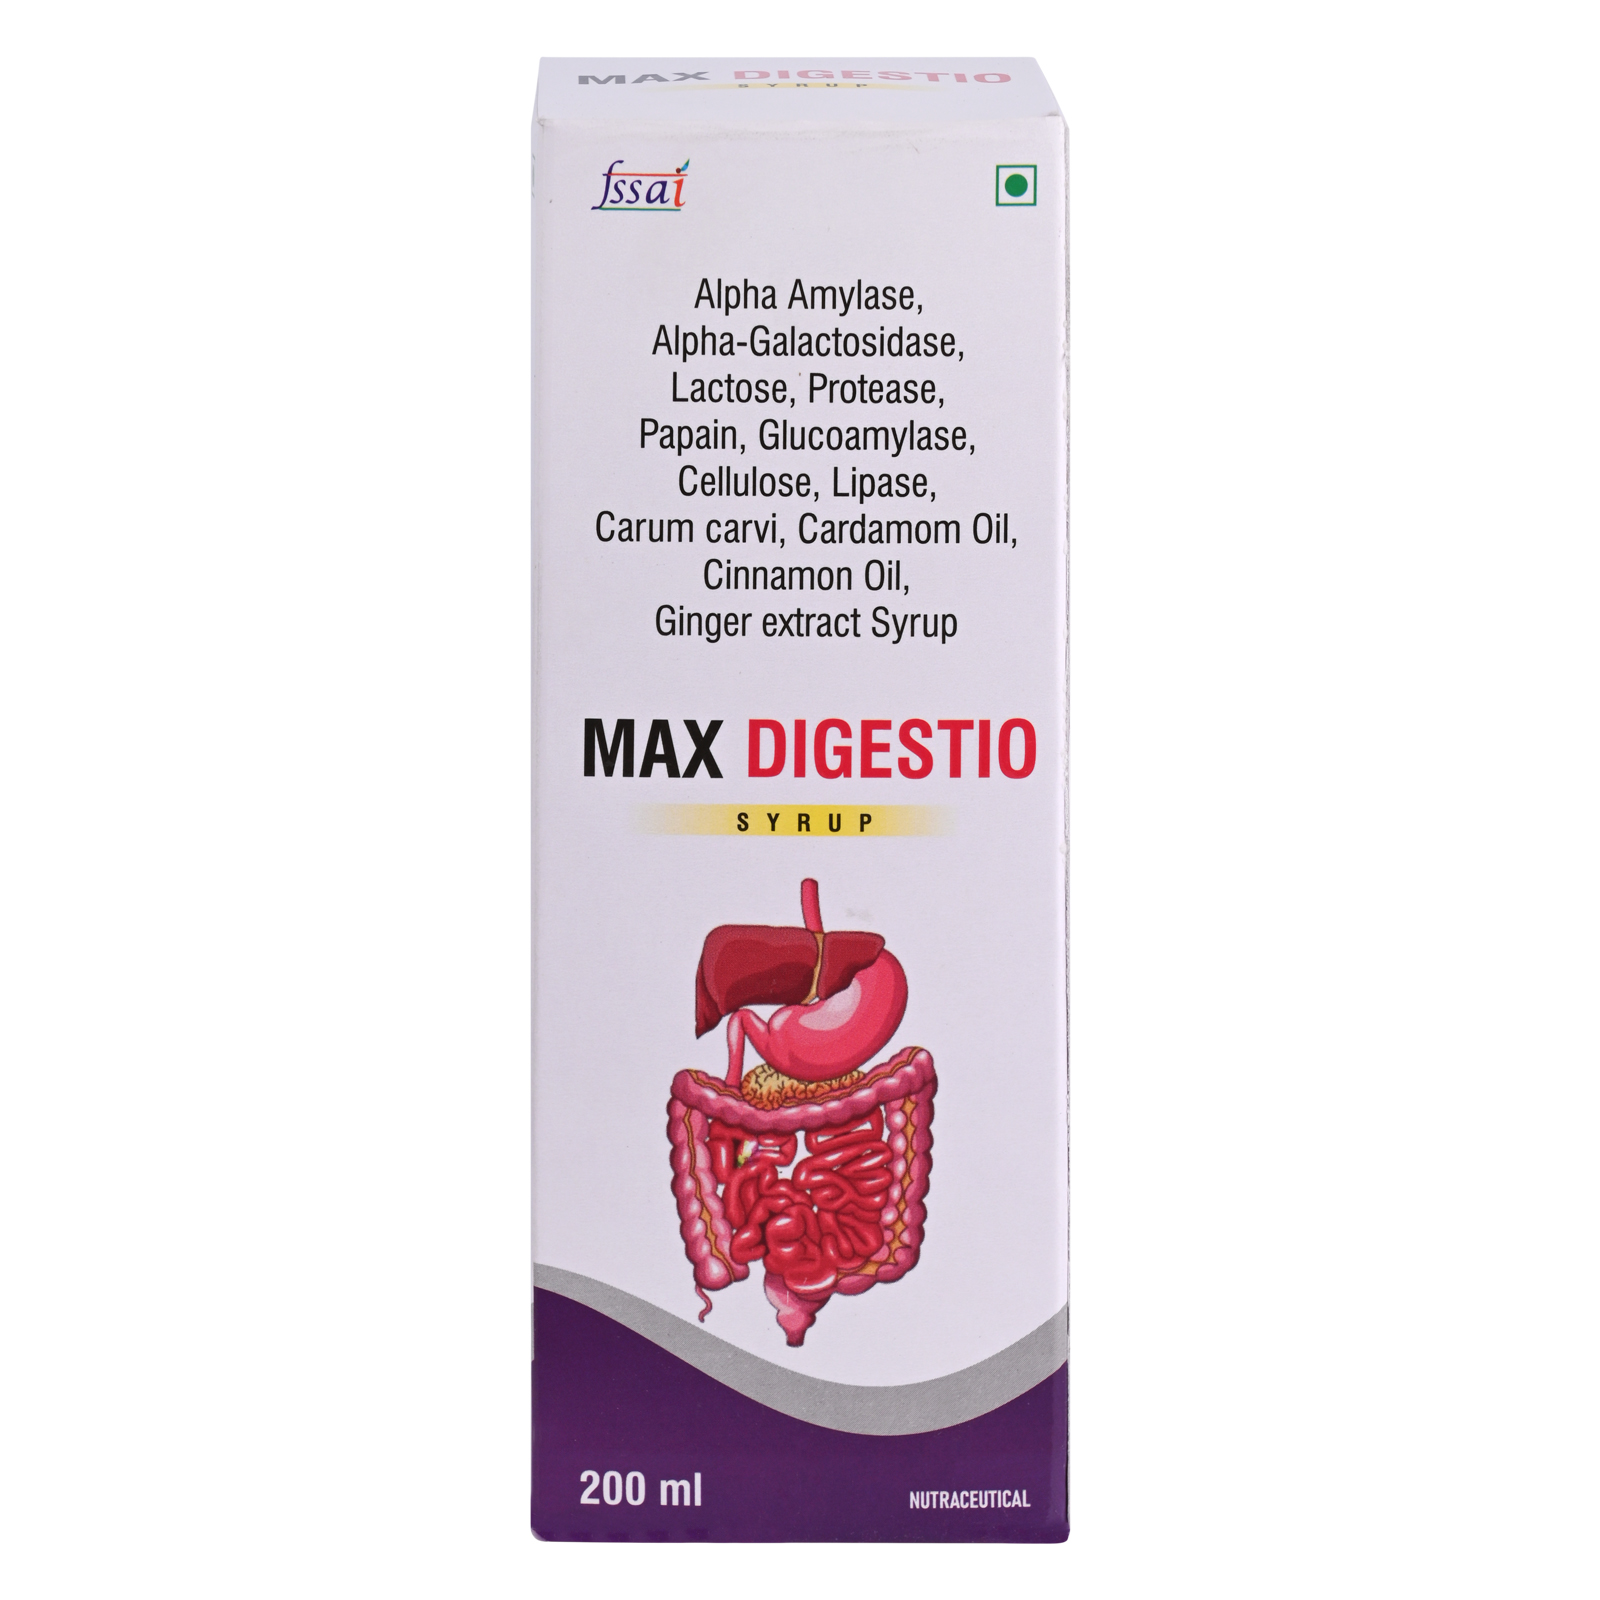 MAX DIGESTIO
SYRUP
fssai
Alpha Amylase,
Alpha-Galactosidase,
Lactose, Protease,
Papain, Glucoamylase,
Cellulose, Lipase,
Carum carvi, Cardamom Oil,
Cinnamon Oil,
Ginger extract Syrup
MAX DIGESTIO
SYRUP
200 ml
NUTRACEUTICAL